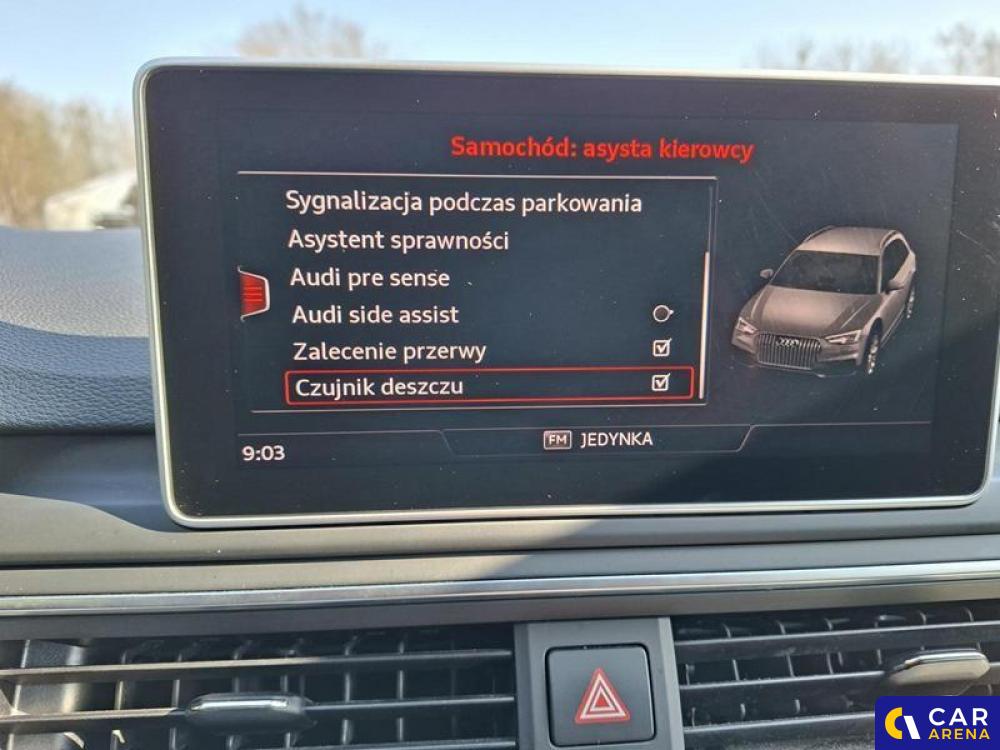 Samochód: asysta kierowcy
Sygnalizacja podczas parkowania
Asystent sprawności
Audi pre sense
Audi side assist
Zalecenie przerwy
Czujnik deszczu
9:03
FM JEDYNKA
CAR
ARENA